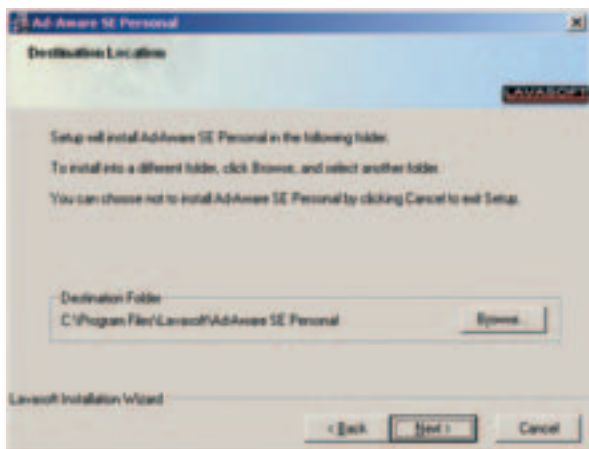 Ad-Aware SE Personal
Destination Location
LAVASOFT
Setup will install Ad-Aware SE Personal in the following folder.
To install into a different folder, click Browse, and select another folder.
You can choose not to install Ad-Aware SE Personal by clicking Cancel to exit Setup.
Destination Folder
C:\Program Files\Lavasoft\Ad-Aware SE Personal
Browse...
Lavasoft Installation Wizard
< Back
Next >
Cancel